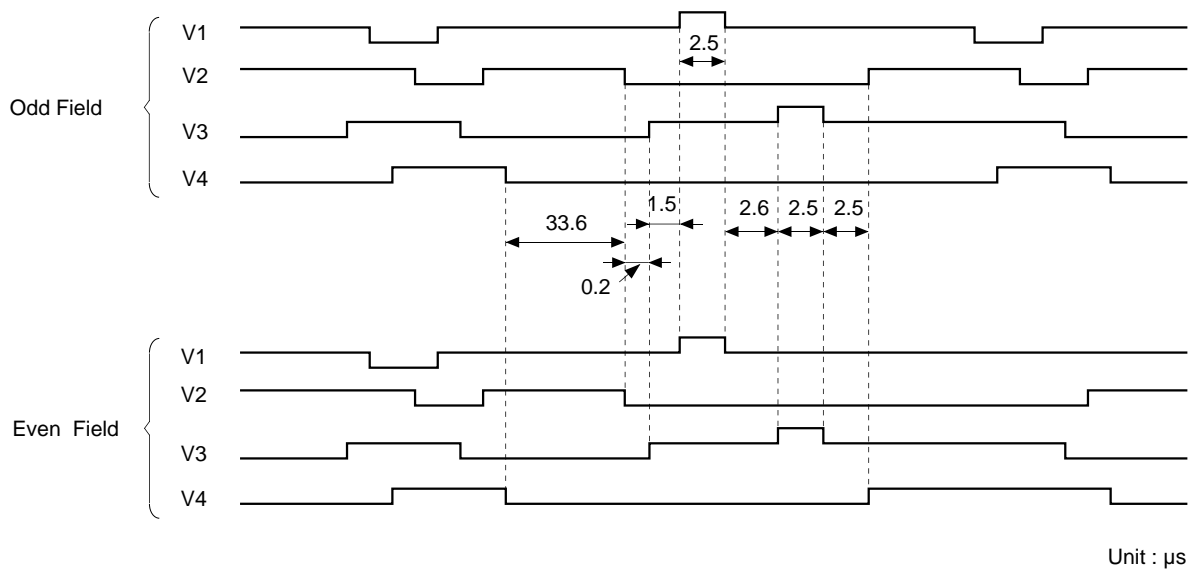 V1
2.5
V2
Odd Field
V3
V4
1.5
2.6 2.5 2.5
33.6
0.2
V1
V2
Even Field
V3
V4
Unit : μs